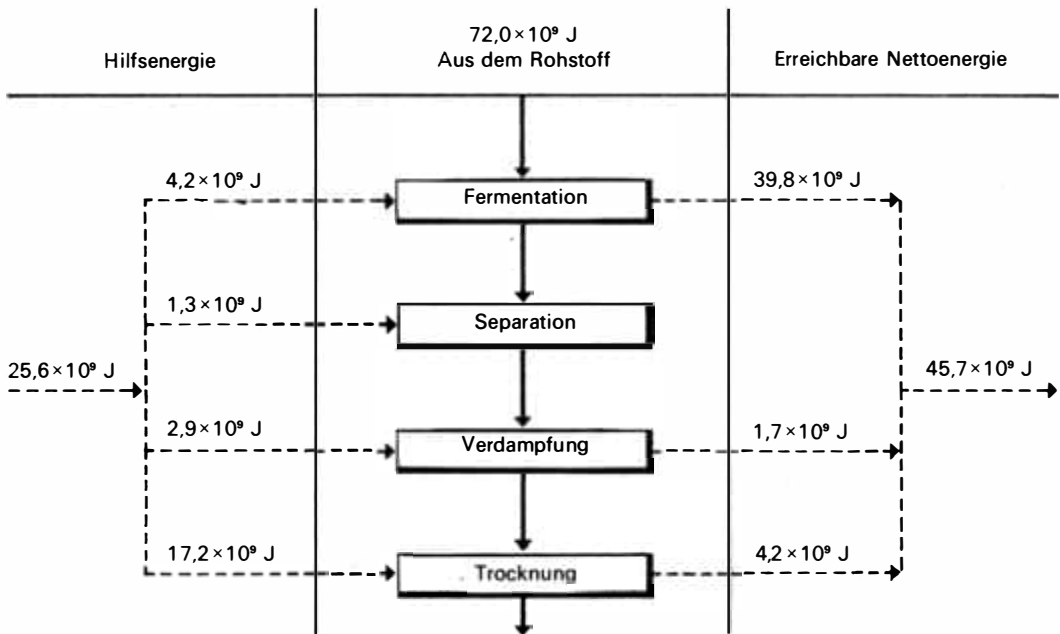 72,0×10⁹ J
Hilfsenergie
Aus dem Rohstoff
Erreichbare Nettoenergie
4,2×10⁹ J
Fermentation
39,8×10⁹ J
1,3×10⁹ J
Separation
25,6×10⁹ J
45,7×10⁹ J
2,9×10⁹ J
Verdampfung
1,7×10⁹ J
17,2×10⁹ J
Trocknung
4,2×10⁹ J